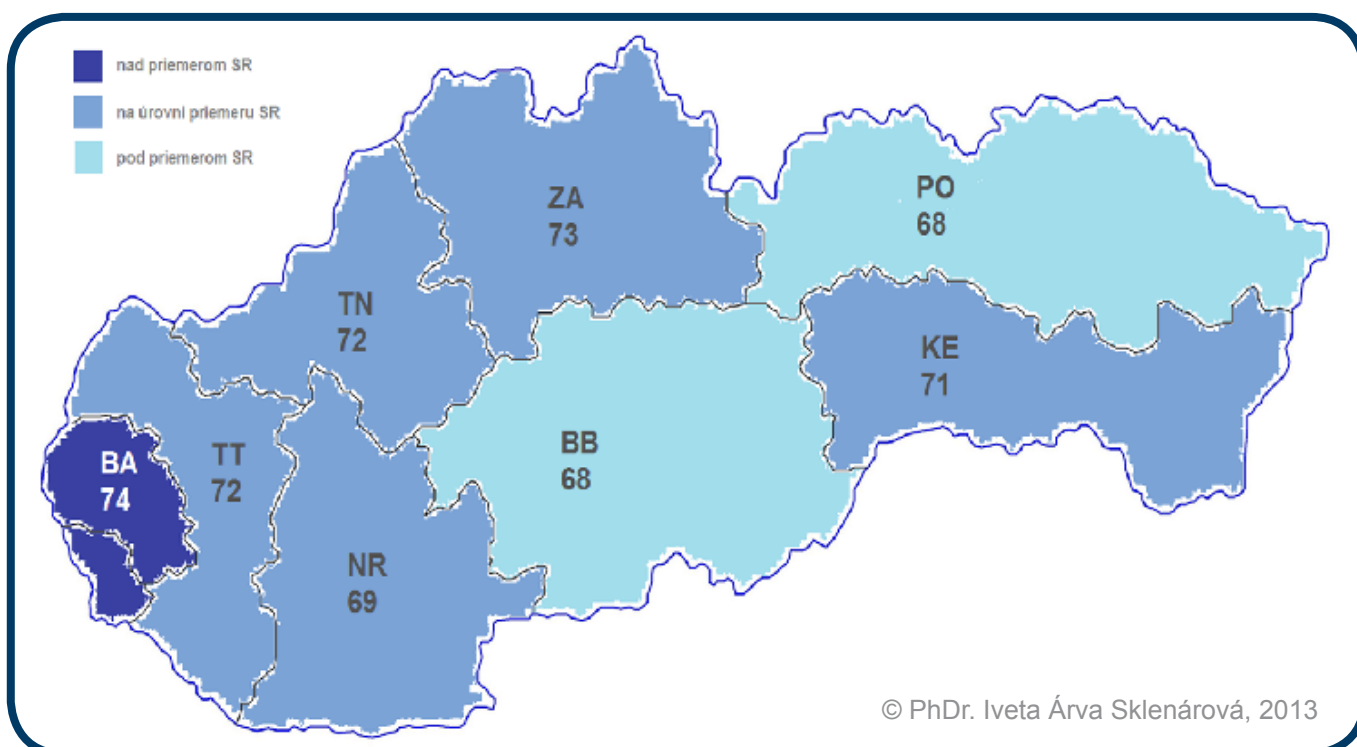 nad priemerom SR
na úrovni priemeru SR
pod priemerom SR
ZA
73
PO
68
TN
72
KE
71
BA
74
TT
72
BB
68
NR
69
© PhDr. Iveta Árva Sklenárová, 2013